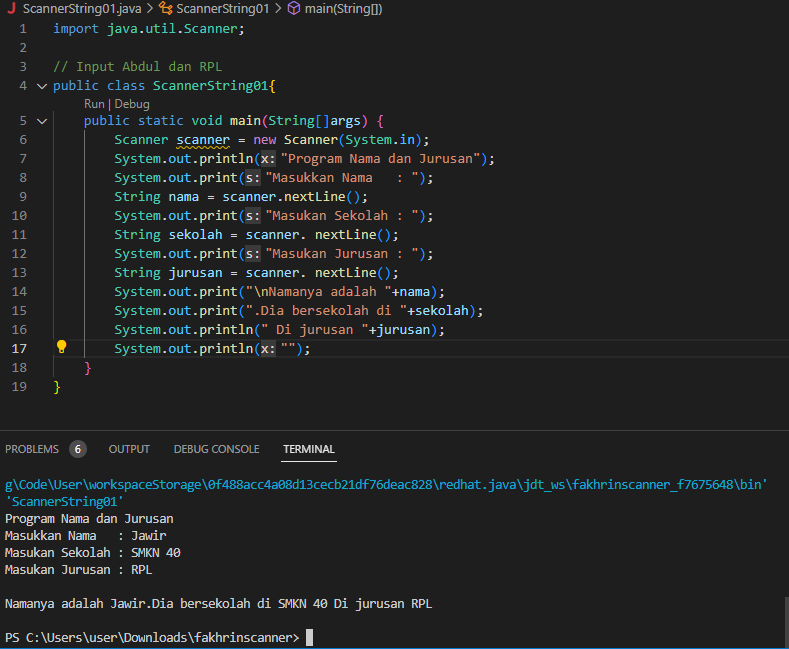 J ScannerString01.java > ScannerString01 > main(String[])
1 import java.util.Scanner;
2
3 // Input Abdul dan RPL
4 public class ScannerString01{
Run | Debug
5 public static void main(String[]args) {
6 Scanner scanner = new Scanner(System.in);
7 System.out.println(x: "Program Nama dan Jurusan");
8 System.out.print(s: "Masukkan Nama   : ");
9 String nama = scanner.nextLine();
10 System.out.print(s: "Masukan Sekolah : ");
11 String sekolah = scanner. nextLine();
12 System.out.print(s: "Masukan Jurusan : ");
13 String jurusan = scanner. nextLine();
14 System.out.print("\nNamanya adalah "+nama);
15 System.out.print(".Dia bersekolah di "+sekolah);
16 System.out.println(" Di jurusan "+jurusan);
17 System.out.println(x: "");
18 }
19 }
PROBLEMS 6 OUTPUT DEBUG CONSOLE TERMINAL
g\Code\User\workspaceStorage\0f488acc4a08d13cecb21df76deac828\redhat.java\jdt_ws\fakhrinscanner_f7675648\bin'
'ScannerString01'
Program Nama dan Jurusan
Masukkan Nama   : Jawir
Masukan Sekolah : SMKN 40
Masukan Jurusan : RPL
Namanya adalah Jawir.Dia bersekolah di SMKN 40 Di jurusan RPL
PS C:\Users\user\Downloads\fakhrinscanner>